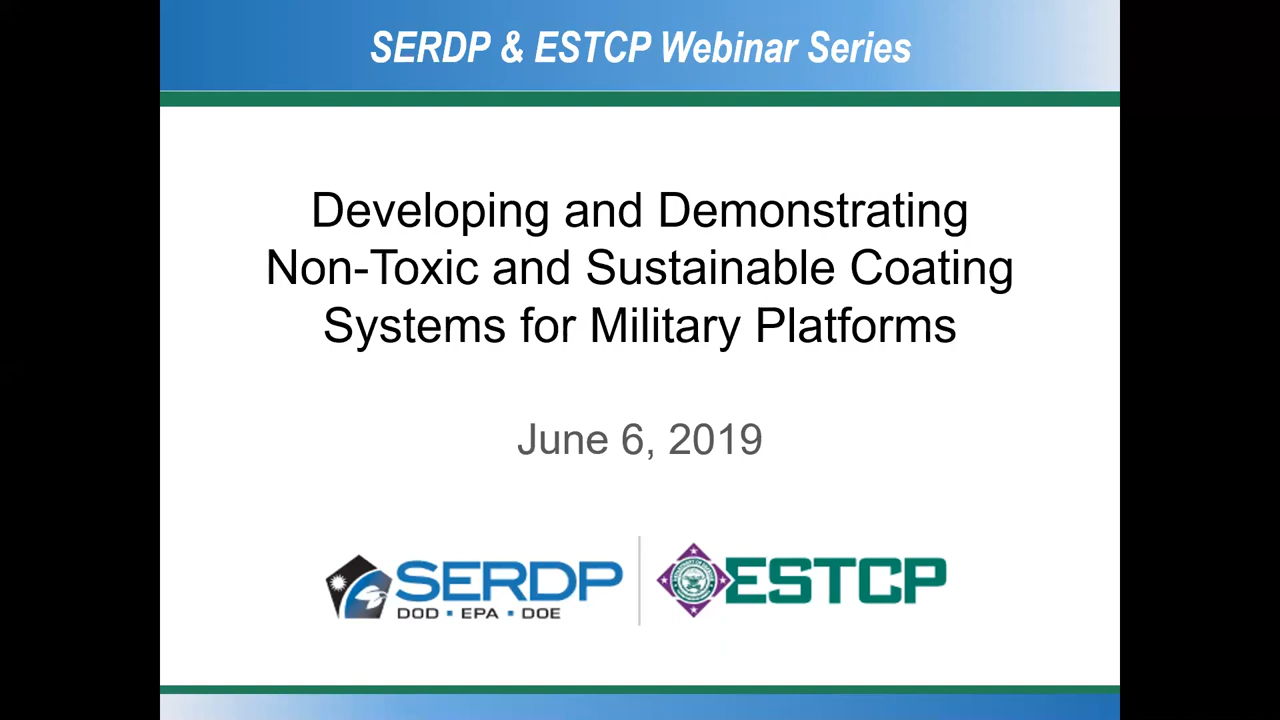 SERDP & ESTCP Webinar Series
Developing and Demonstrating
Non-Toxic and Sustainable Coating
Systems for Military Platforms
June 6, 2019
SERDP
DOD • EPA • DOE
ESTCP